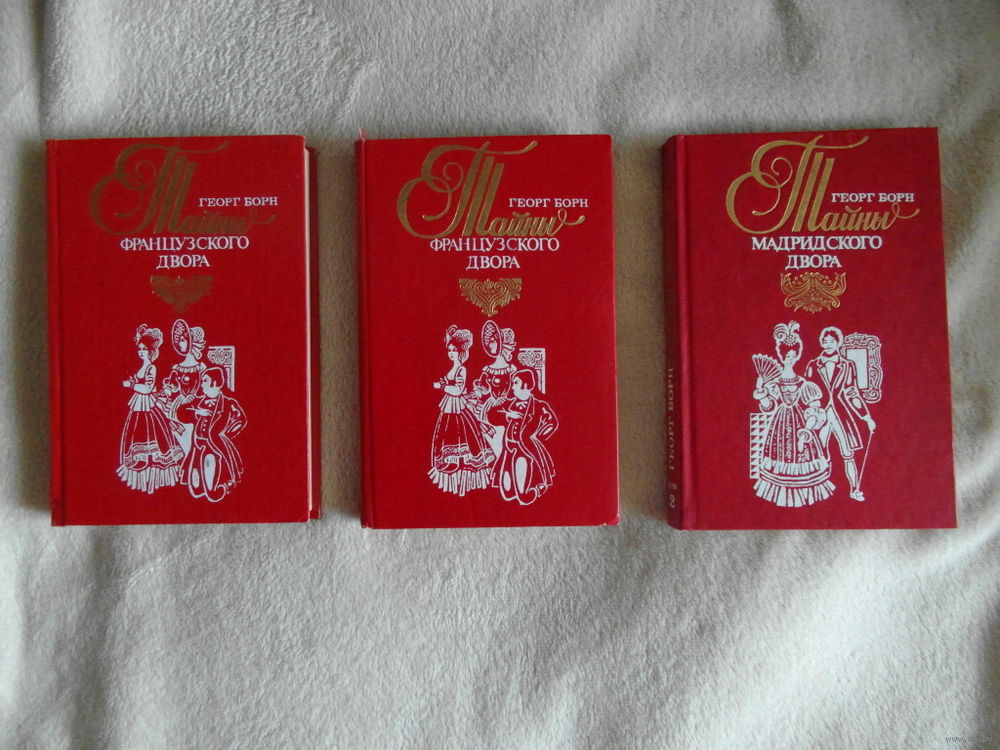 ГЕОРГ БОРН
Тайны
ФРАНЦУЗСКОГО
ДВОРА
ГЕОРГ БОРН
Тайны
ФРАНЦУЗСКОГО
ДВОРА
ГЕОРГ БОРН
Тайны
МАДРИДСКОГО
ДВОРА
ГЕОРГ БОРН
2